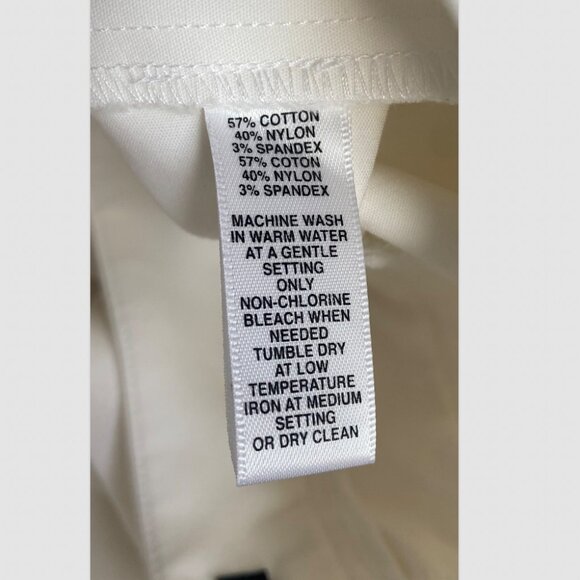 57% COTTON
40% NYLON
3% SPANDEX
57% COTON
40% NYLON
3% SPANDEX
MACHINE WASH
IN WARM WATER
AT A GENTLE
SETTING
ONLY
NON-CHLORINE
BLEACH WHEN
NEEDED
TUMBLE DRY
AT LOW
TEMPERATURE
IRON AT MEDIUM
SETTING
OR DRY CLEAN